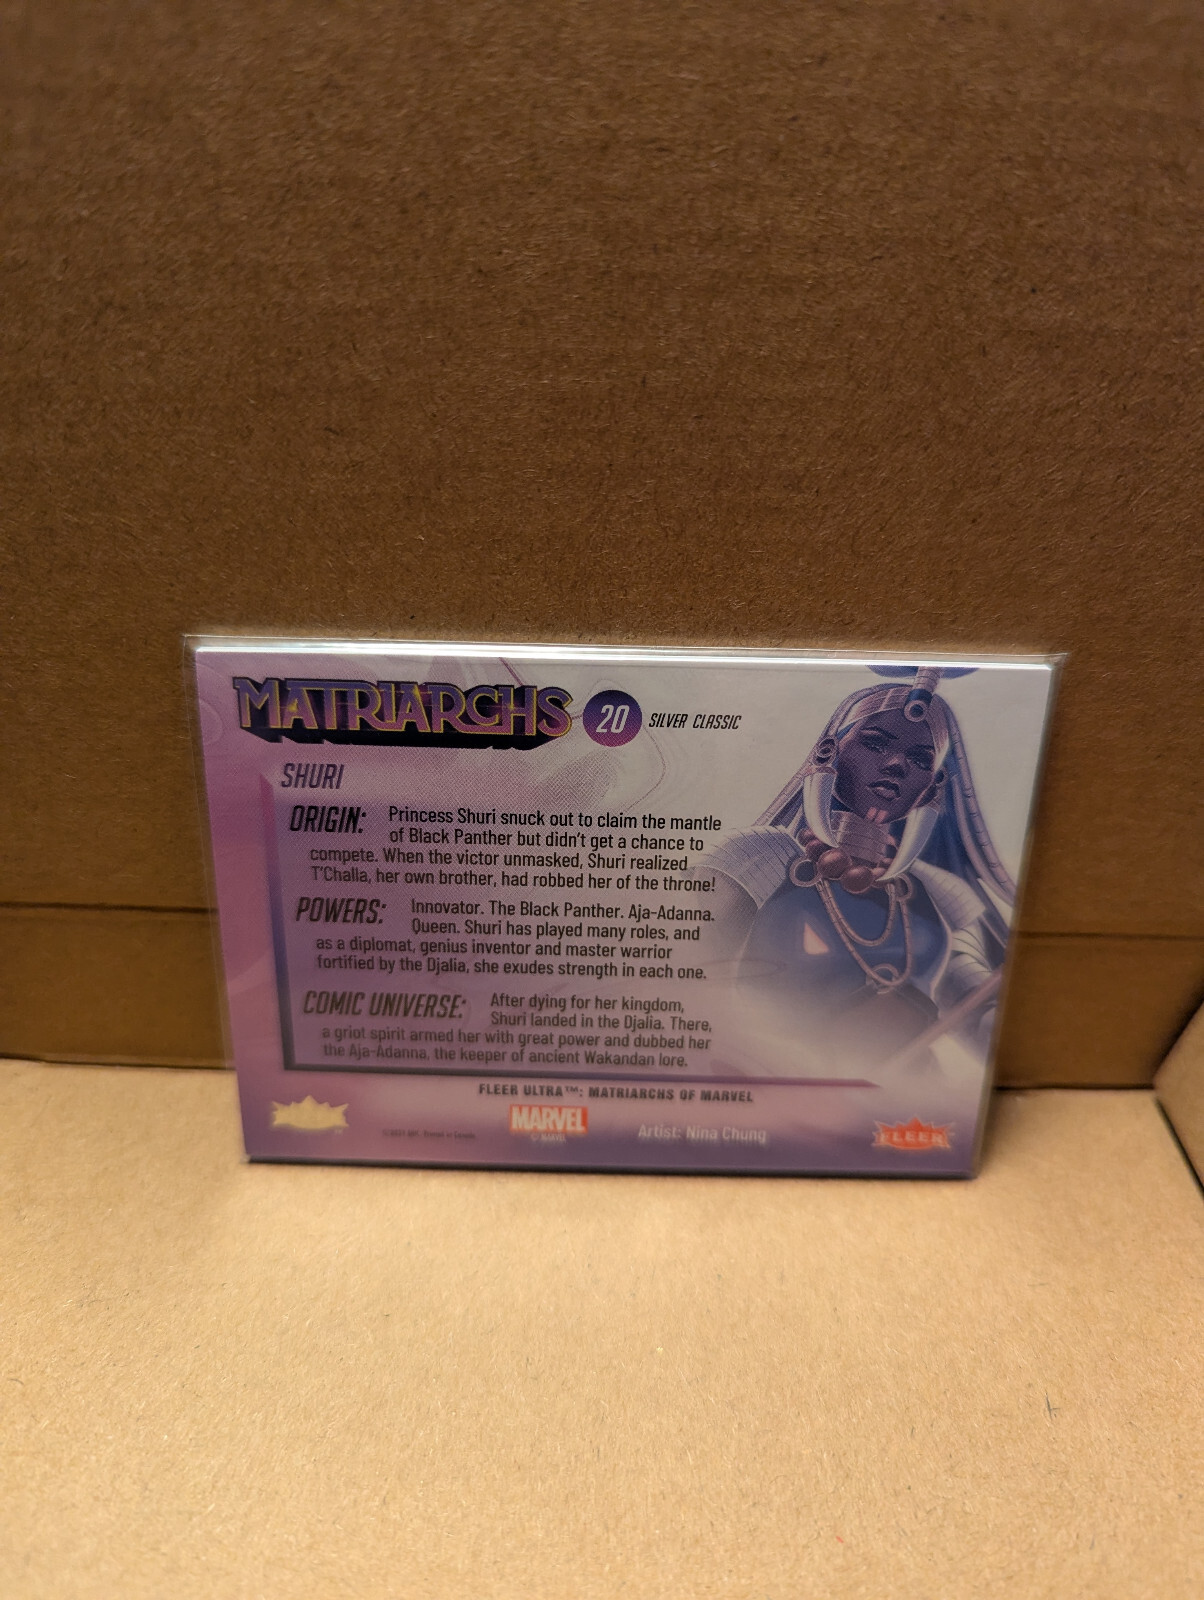 MATRIARCHS 20 SILVER CLASSIC
SHURI
ORIGIN: Princess Shuri snuck out to claim the mantle
of Black Panther but didn't get a chance to
compete. When the victor unmasked, Shuri realized
T'Challa, her own brother, had robbed her of the throne!
POWERS: Innovator. The Black Panther. Aja-Adanna.
Queen. Shuri has played many roles, and
as a diplomat, genius inventor and master warrior
fortified by the Djalia, she exudes strength in each one.
COMIC UNIVERSE: After dying for her kingdom,
Shuri landed in the Djalia. There,
a griot spirit armed her with great power and dubbed her
the Aja-Adanna, the keeper of ancient Wakandan lore.
FLEER ULTRA™: MATRIARCHS OF MARVEL
MARVEL
© MARVEL
Artist: Nina Chung
FLEER